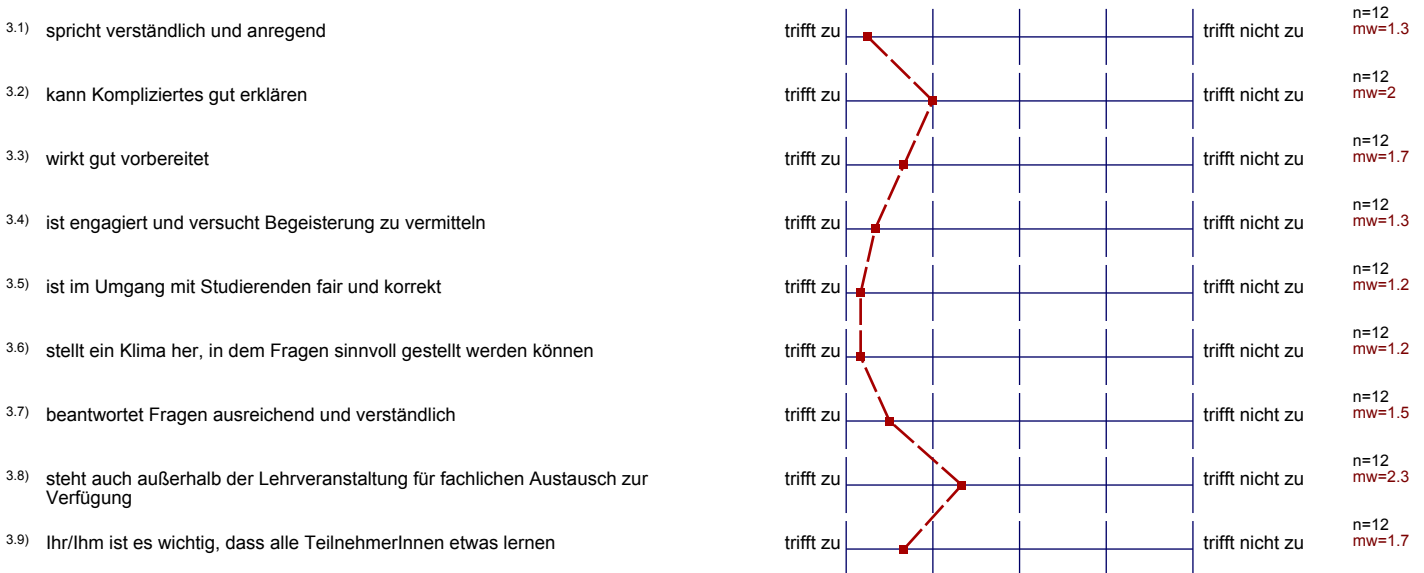 3.1) spricht verständlich und anregend trifft zu trifft nicht zu n=12
mw=1.3
3.2) kann Kompliziertes gut erklären trifft zu trifft nicht zu n=12
mw=2
3.3) wirkt gut vorbereitet trifft zu trifft nicht zu n=12
mw=1.7
3.4) ist engagiert und versucht Begeisterung zu vermitteln trifft zu trifft nicht zu n=12
mw=1.3
3.5) ist im Umgang mit Studierenden fair und korrekt trifft zu trifft nicht zu n=12
mw=1.2
3.6) stellt ein Klima her, in dem Fragen sinnvoll gestellt werden können trifft zu trifft nicht zu n=12
mw=1.2
3.7) beantwortet Fragen ausreichend und verständlich trifft zu trifft nicht zu n=12
mw=1.5
3.8) steht auch außerhalb der Lehrveranstaltung für fachlichen Austausch zur
Verfügung trifft zu trifft nicht zu n=12
mw=2.3
3.9) Ihr/Ihm ist es wichtig, dass alle TeilnehmerInnen etwas lernen trifft zu trifft nicht zu n=12
mw=1.7